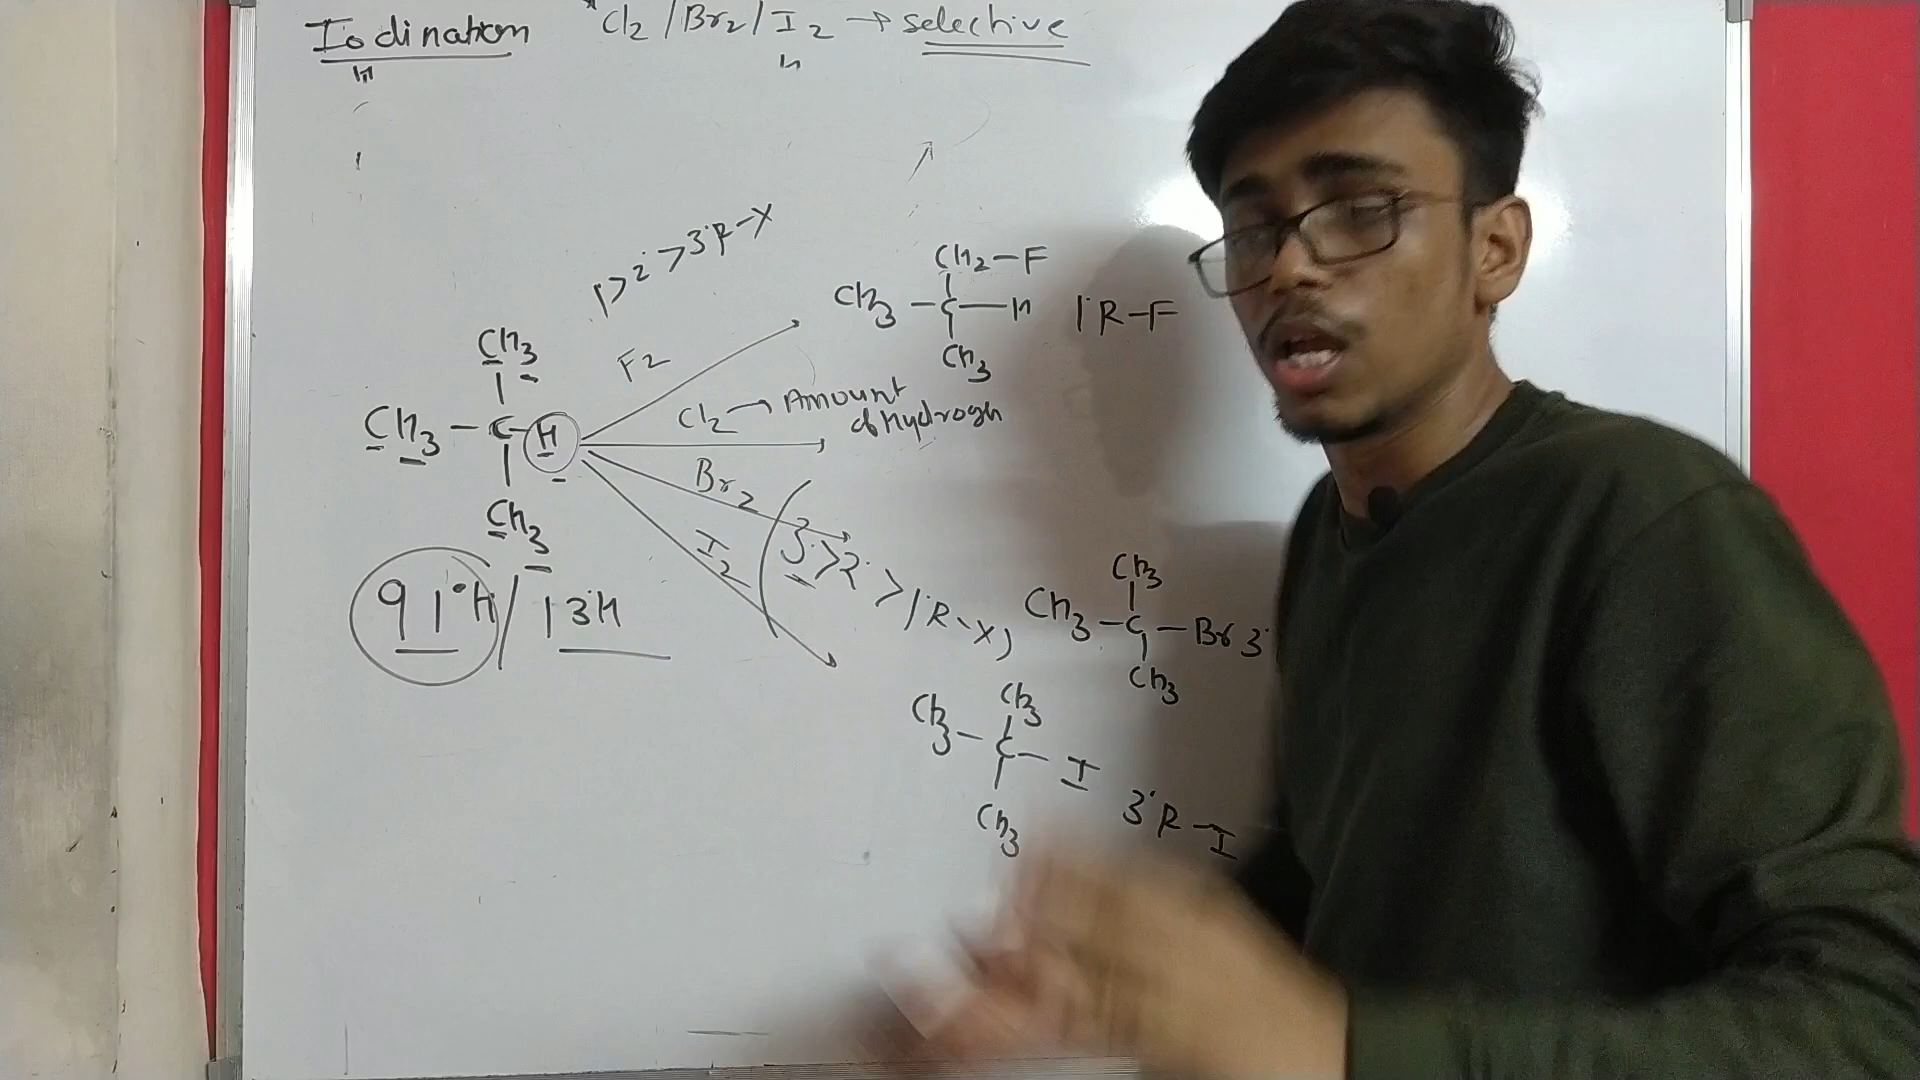 Iodination
*Cl2 /Br2/ I2 → selective
1°>2°>3°R-X
F2
CH2-F
CH3 -C-H
CH3
1°R-F
CH3
CH3 - C - H
CH3
Cl2 → Amount
of Hydrogn
Br2
I2
(3°>2°>1°R-X)
9 1°H / 1 3°H
CH3
CH3 -C-Br 3°
CH3
CH3
CH3 - C - I
CH3
3°R-I